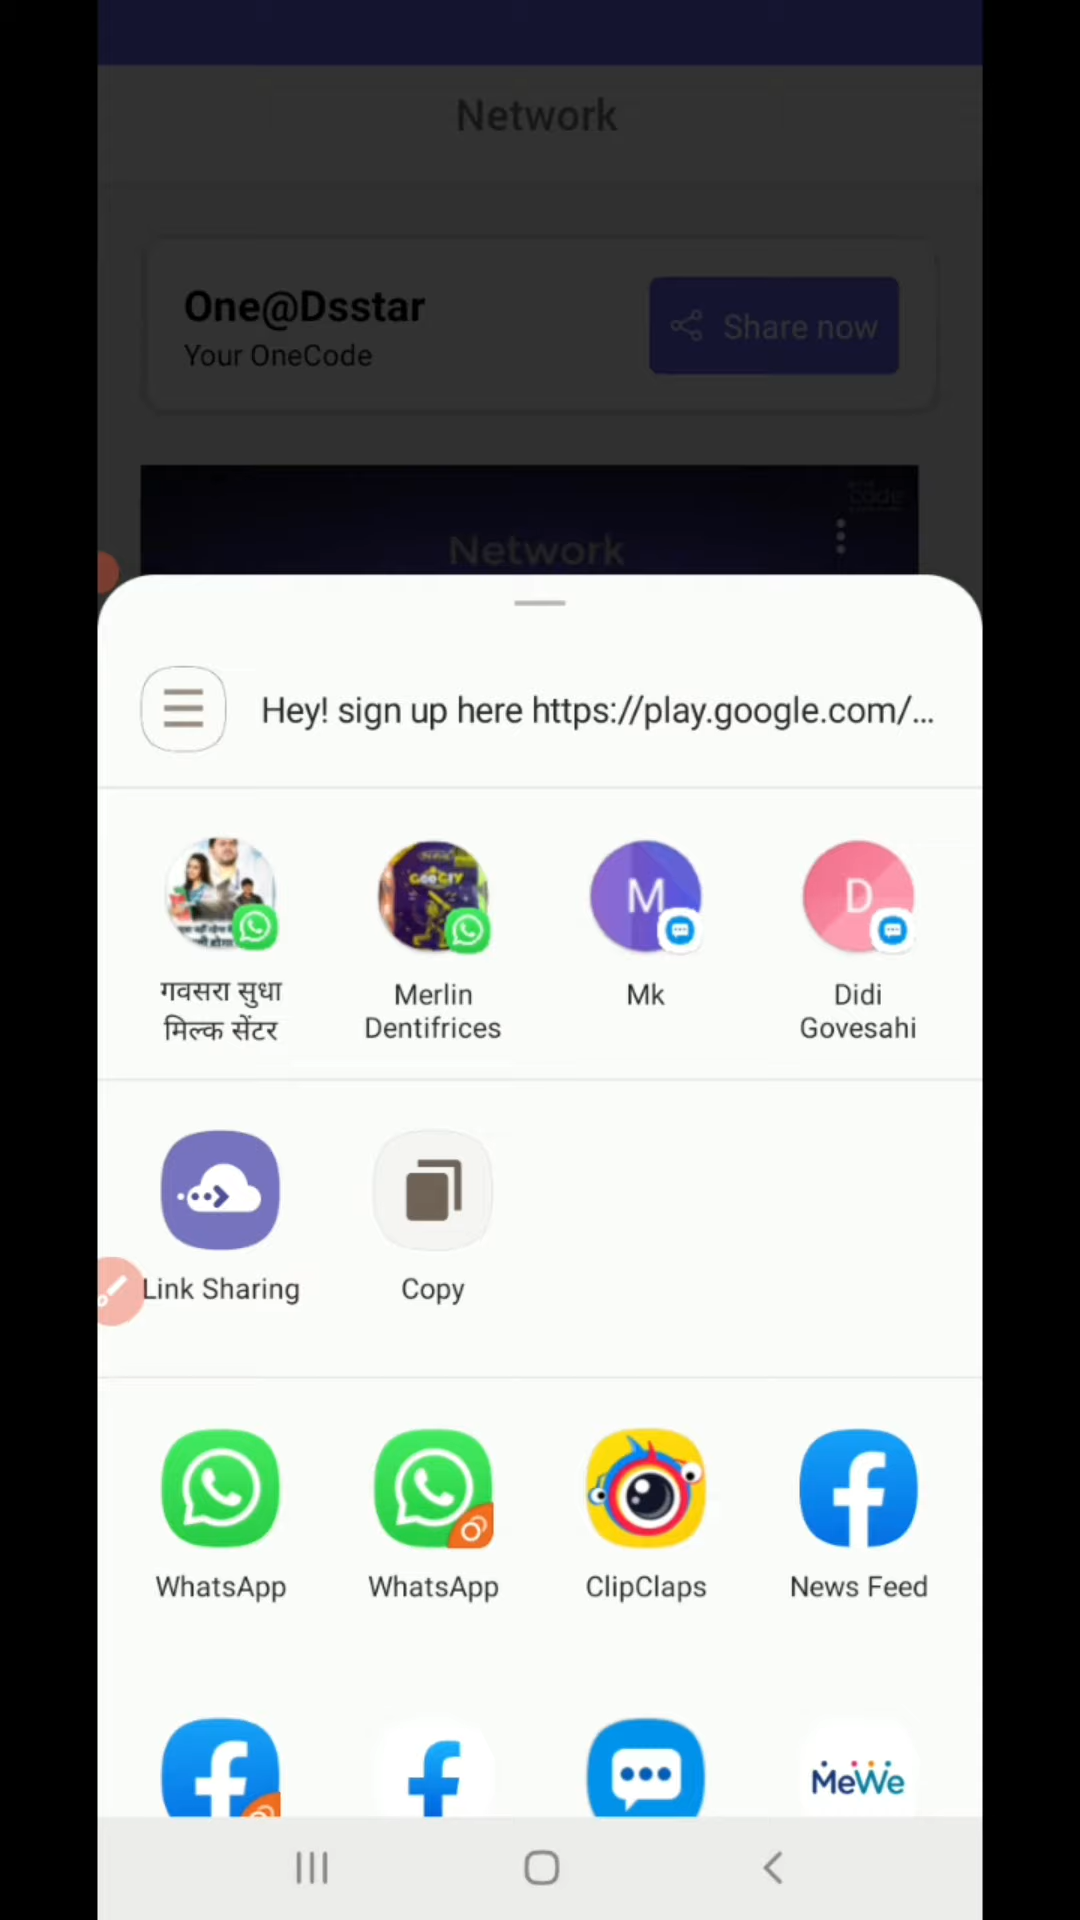 Network
One@Dsstar
Your OneCode
Share now
code
Network
Hey! sign up here https://play.google.com/...
गवसरा सुधा
मिल्क सेंटर
Merlin
Dentifrices
Mk
Didi
Govesahi
M
D
Link Sharing
Copy
WhatsApp
WhatsApp
ClipClaps
News Feed
MeWe